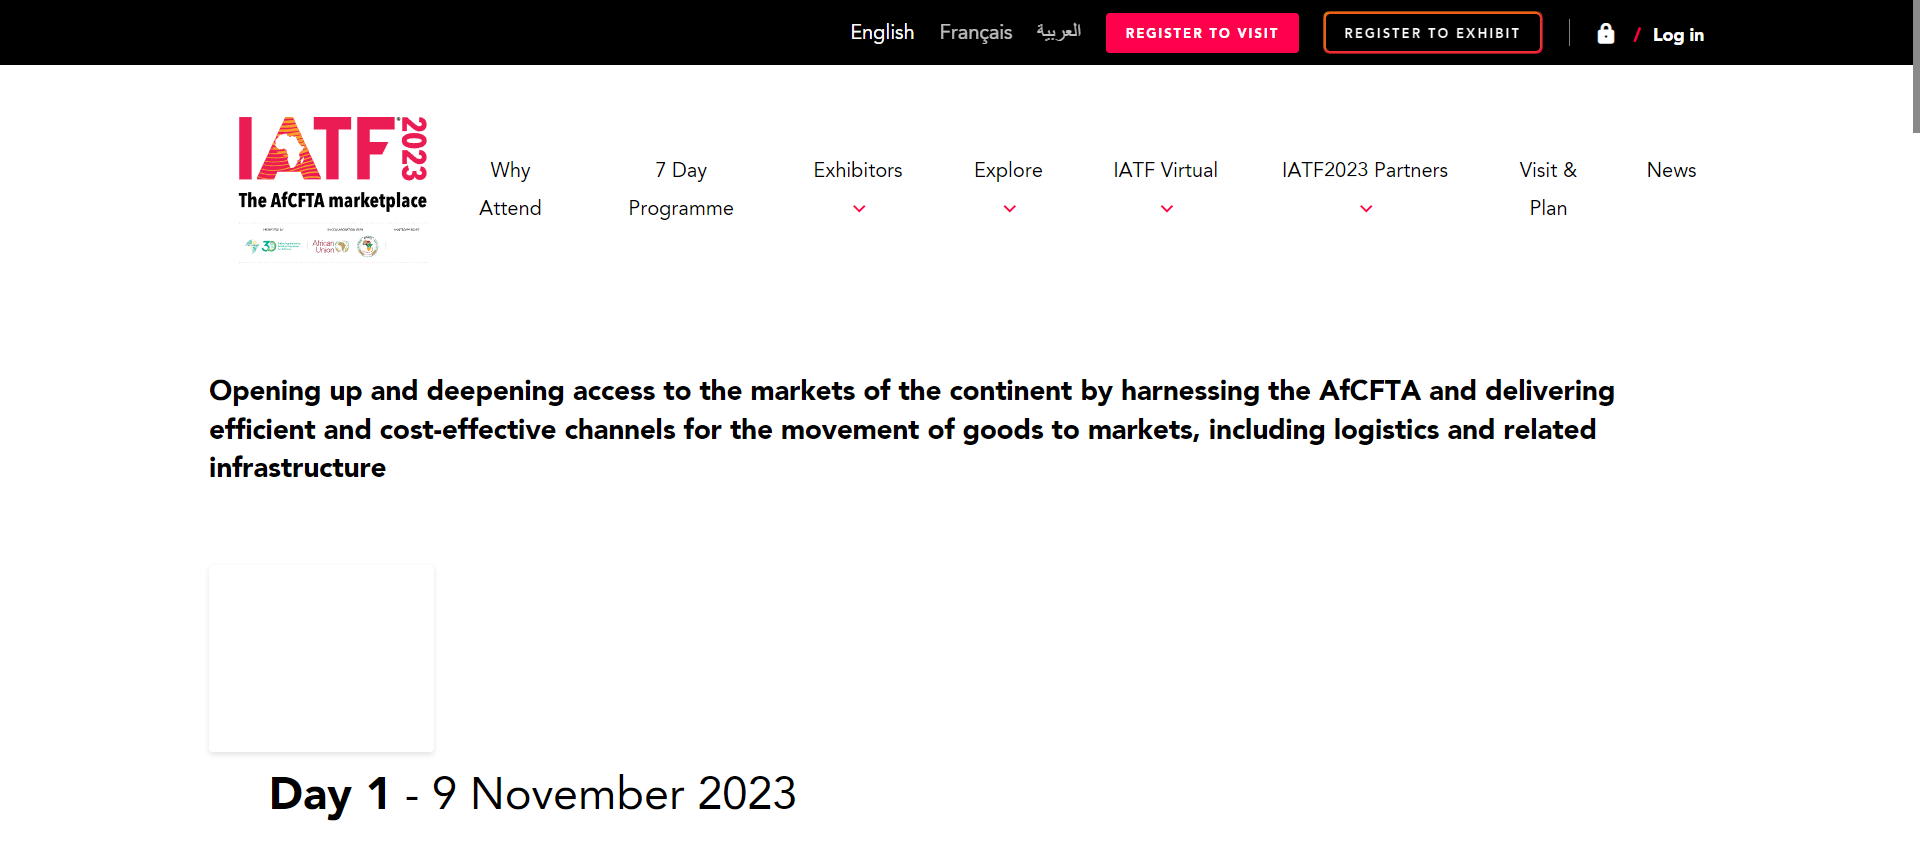 English Français العربية REGISTER TO VISIT REGISTER TO EXHIBIT / Log in
IATF 2023
The AfCFTA marketplace
African
Union
Why
Attend
7 Day
Programme
Exhibitors
Explore
IATF Virtual
IATF2023 Partners
Visit &
Plan
News
Opening up and deepening access to the markets of the continent by harnessing the AfCFTA and delivering
efficient and cost-effective channels for the movement of goods to markets, including logistics and related
infrastructure
Day 1 - 9 November 2023